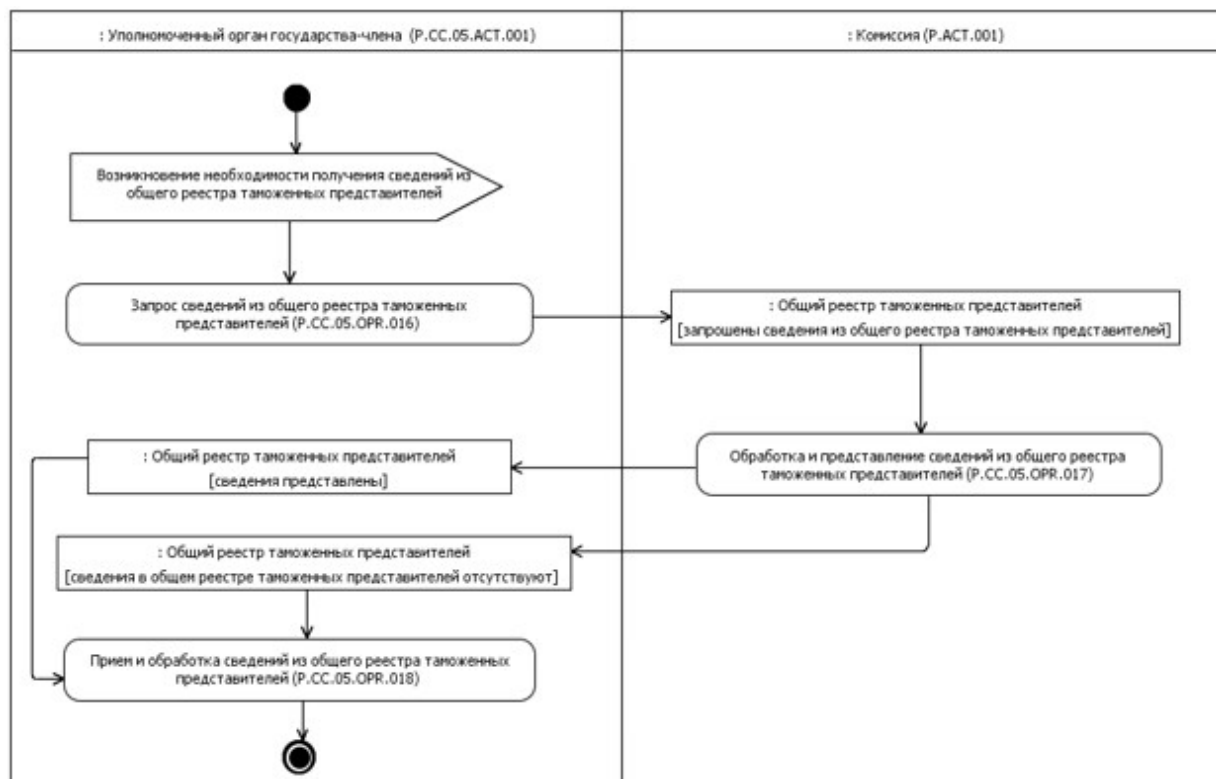 : Уполномоченный орган государства-члена (P.CC.05.ACT.001)
: Комиссия (P.ACT.001)
Возникновение необходимости получения сведений из
общего реестра таможенных представителей
Запрос сведений из общего реестра таможенных
представителей (P.CC.05.OPR.016)
: Общий реестр таможенных представителей
[запрошены сведения из общего реестра таможенных представителей]
: Общий реестр таможенных представителей
[сведения представлены]
Обработка и представление сведений из общего реестра
таможенных представителей (P.CC.05.OPR.017)
: Общий реестр таможенных представителей
[сведения в общем реестре таможенных представителей отсутствуют]
Прием и обработка сведений из общего реестра таможенных
представителей (P.CC.05.OPR.018)